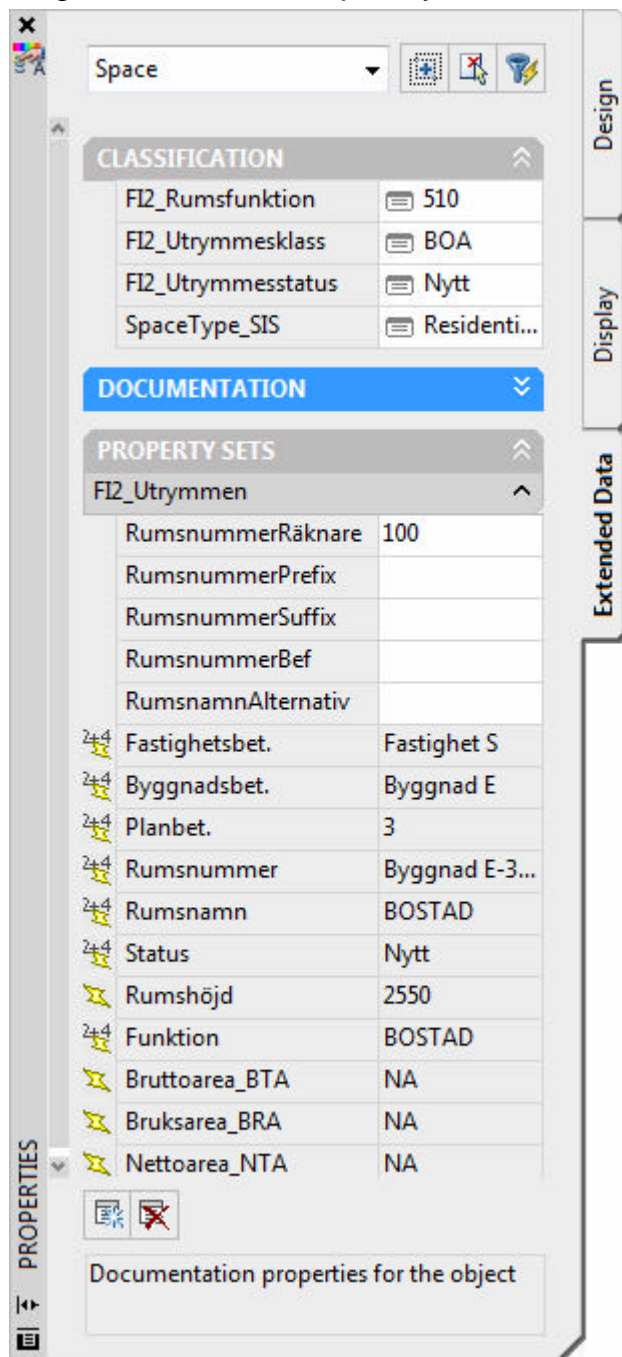 Space
CLASSIFICATION
FI2_Rumsfunktion 510
FI2_Utrymmesklass BOA
FI2_Utrymmesstatus Nytt
SpaceType_SIS Residenti...
DOCUMENTATION
PROPERTY SETS
FI2_Utrymmen
RumsnummerRäknare 100
RumsnummerPrefix
RumsnummerSuffix
RumsnummerBef
RumsnamnAlternativ
Fastighetsbet. Fastighet S
Byggnadsbet. Byggnad E
Planbet. 3
Rumsnummer Byggnad E-3...
Rumsnamn BOSTAD
Status Nytt
Rumshöjd 2550
Funktion BOSTAD
Bruttoarea_BTA NA
Bruksarea_BRA NA
Nettoarea_NTA NA
Documentation properties for the object
PROPERTIES
Design
Display
Extended Data